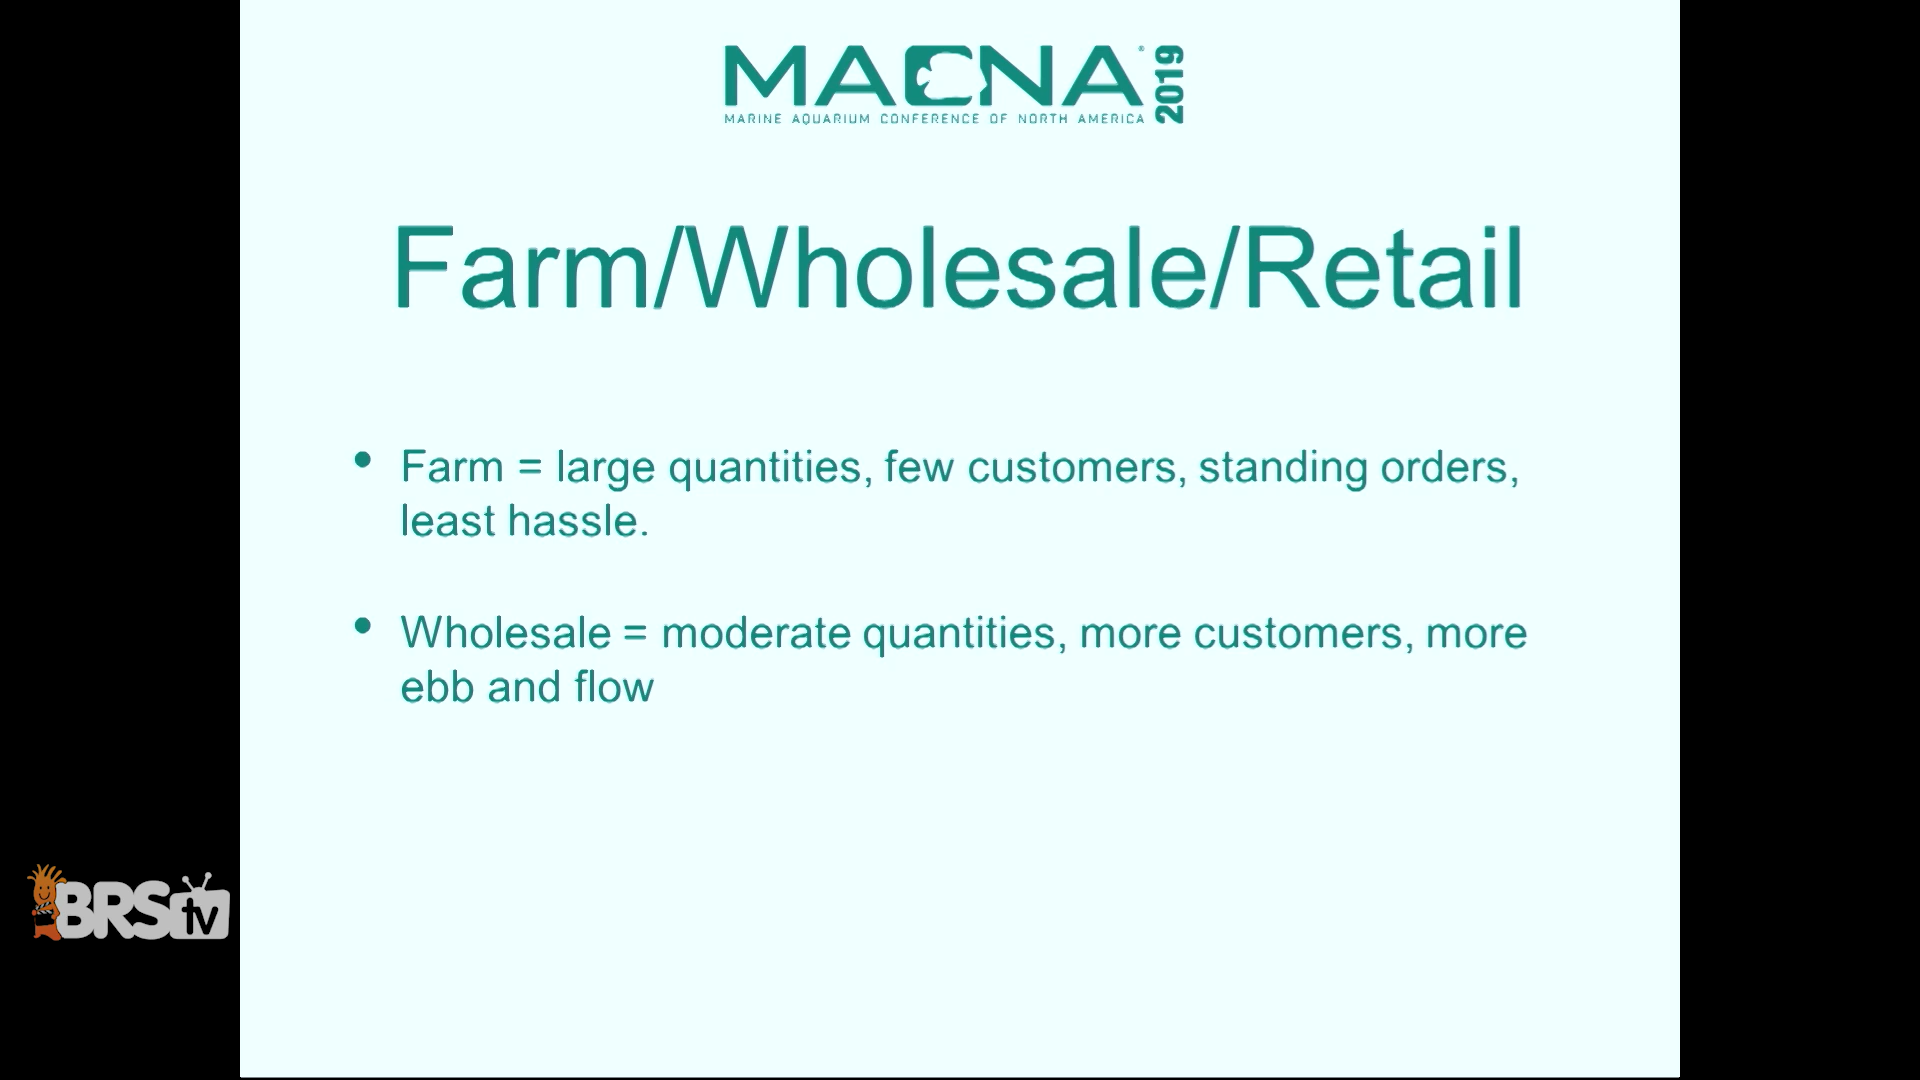 MACNA® 2019
MARINE AQUARIUM CONFERENCE OF NORTH AMERICA
Farm/Wholesale/Retail
• Farm = large quantities, few customers, standing orders,
least hassle.
• Wholesale = moderate quantities, more customers, more
ebb and flow
BRStv